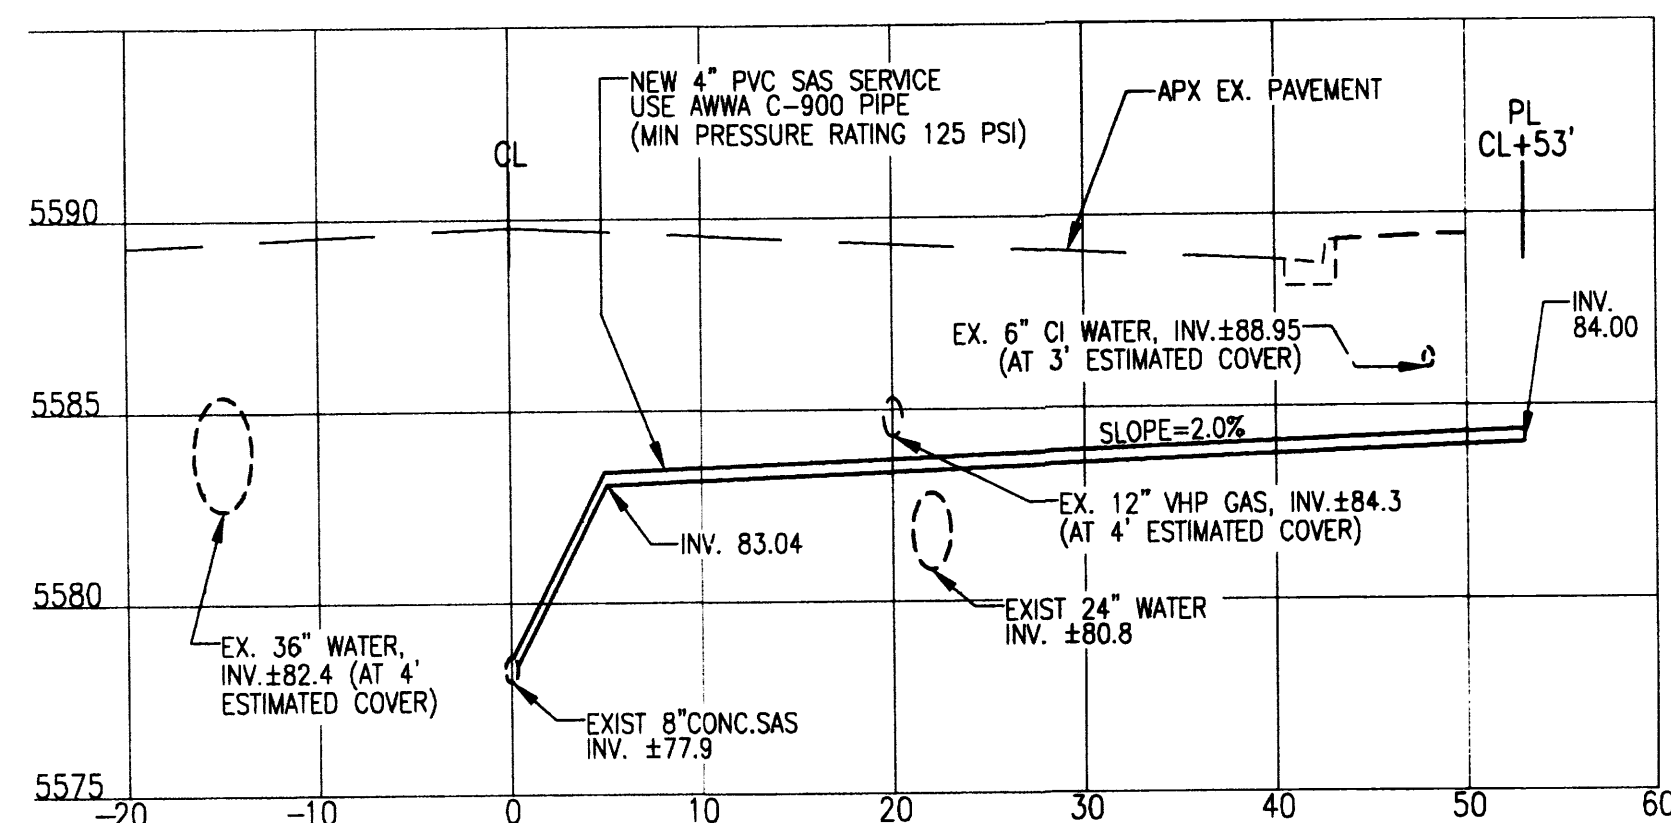 NEW 4" PVC SAS SERVICE
USE AWWA C-900 PIPE
(MIN PRESSURE RATING 125 PSI)
APX EX. PAVEMENT
PL
CL+53'
CL
5590
INV.
84.00
EX. 6" CI WATER, INV.±88.95
(AT 3' ESTIMATED COVER)
5585
SLOPE=2.0%
EX. 12" VHP GAS, INV.±84.3
(AT 4' ESTIMATED COVER)
INV. 83.04
5580
EXIST 24" WATER
INV. ±80.8
EX. 36" WATER,
INV.±82.4 (AT 4'
ESTIMATED COVER)
EXIST 8"CONC.SAS
INV. ±77.9
5575
-20 -10 0 10 20 30 40 50 60